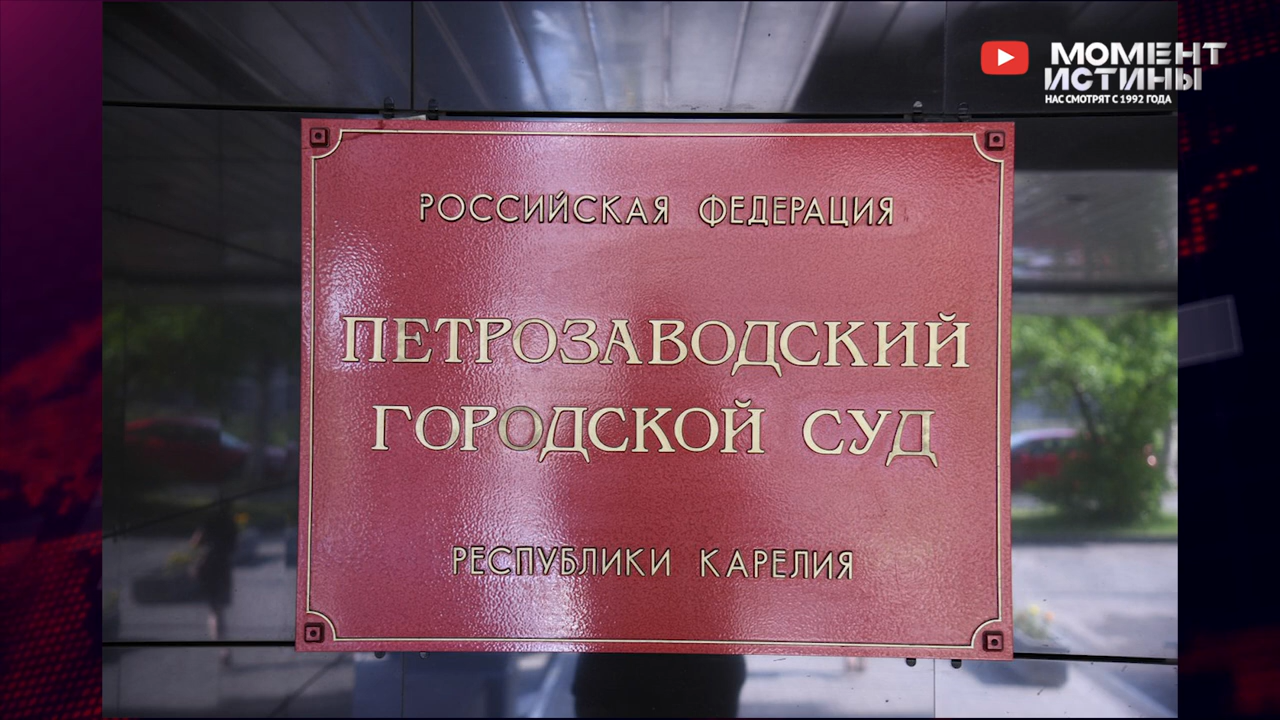 МОМЕНТ
ИСТИНЫ
НАС СМОТРЯТ С 1992 ГОДА
РОССИЙСКАЯ ФЕДЕРАЦИЯ
ПЕТРОЗАВОДСКИЙ
ГОРОДСКОЙ СУД
РЕСПУБЛИКИ КАРЕЛИЯ